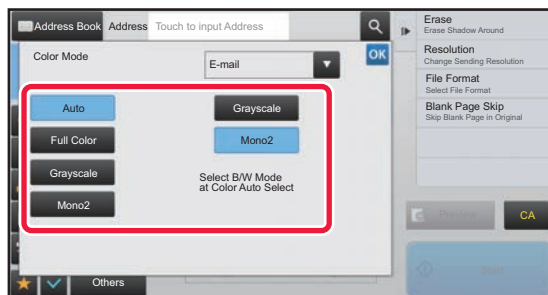 Address Book Address Touch to input Address
Color Mode
E-mail
OK
Auto
Full Color
Grayscale
Mono2
Grayscale
Mono2
Select B/W Mode
at Color Auto Select
Others
Erase
Erase Shadow Around
Resolution
Change Sending Resolution
File Format
Select File Format
Blank Page Skip
Skip Blank Page in Original
Preview
CA
Start